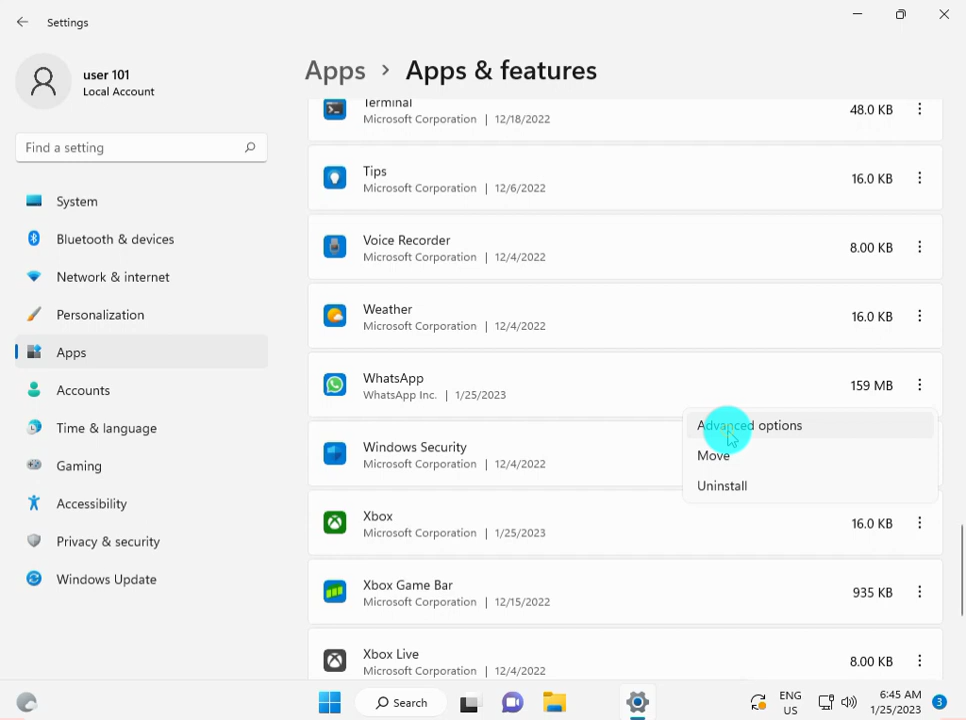 Settings
user 101
Local Account
Find a setting
System
Bluetooth & devices
Network & internet
Personalization
Apps
Accounts
Time & language
Gaming
Accessibility
Privacy & security
Windows Update
Apps > Apps & features
Terminal
Microsoft Corporation | 12/18/2022
48.0 KB
Tips
Microsoft Corporation | 12/6/2022
16.0 KB
Voice Recorder
Microsoft Corporation | 12/4/2022
8.00 KB
Weather
Microsoft Corporation | 12/4/2022
16.0 KB
WhatsApp
WhatsApp Inc. | 1/25/2023
159 MB
Advanced options
Move
Uninstall
Windows Security
Microsoft Corporation | 12/4/2022
Xbox
Microsoft Corporation | 1/25/2023
16.0 KB
Xbox Game Bar
Microsoft Corporation | 12/15/2022
935 KB
Xbox Live
Microsoft Corporation | 12/4/2022
8.00 KB
Search
ENG
US
6:45 AM
1/25/2023
3